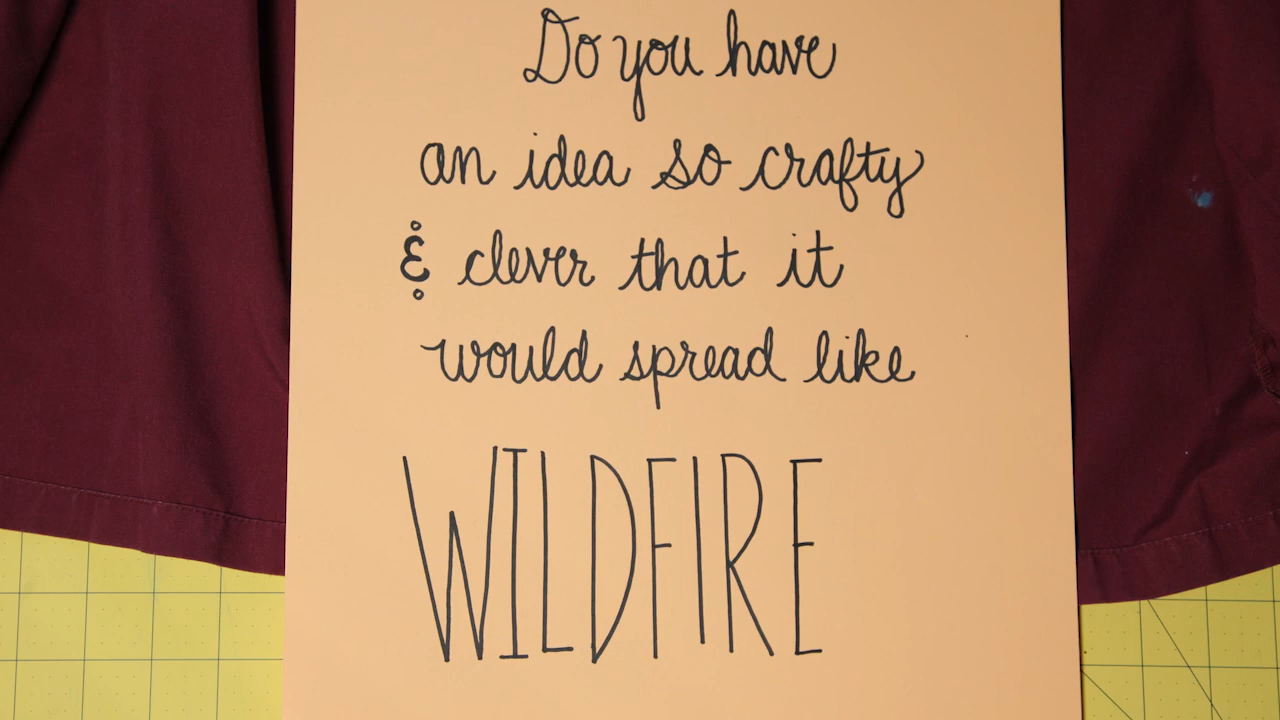 Do you have
an idea so crafty
& clever that it
would spread like
WILDFIRE